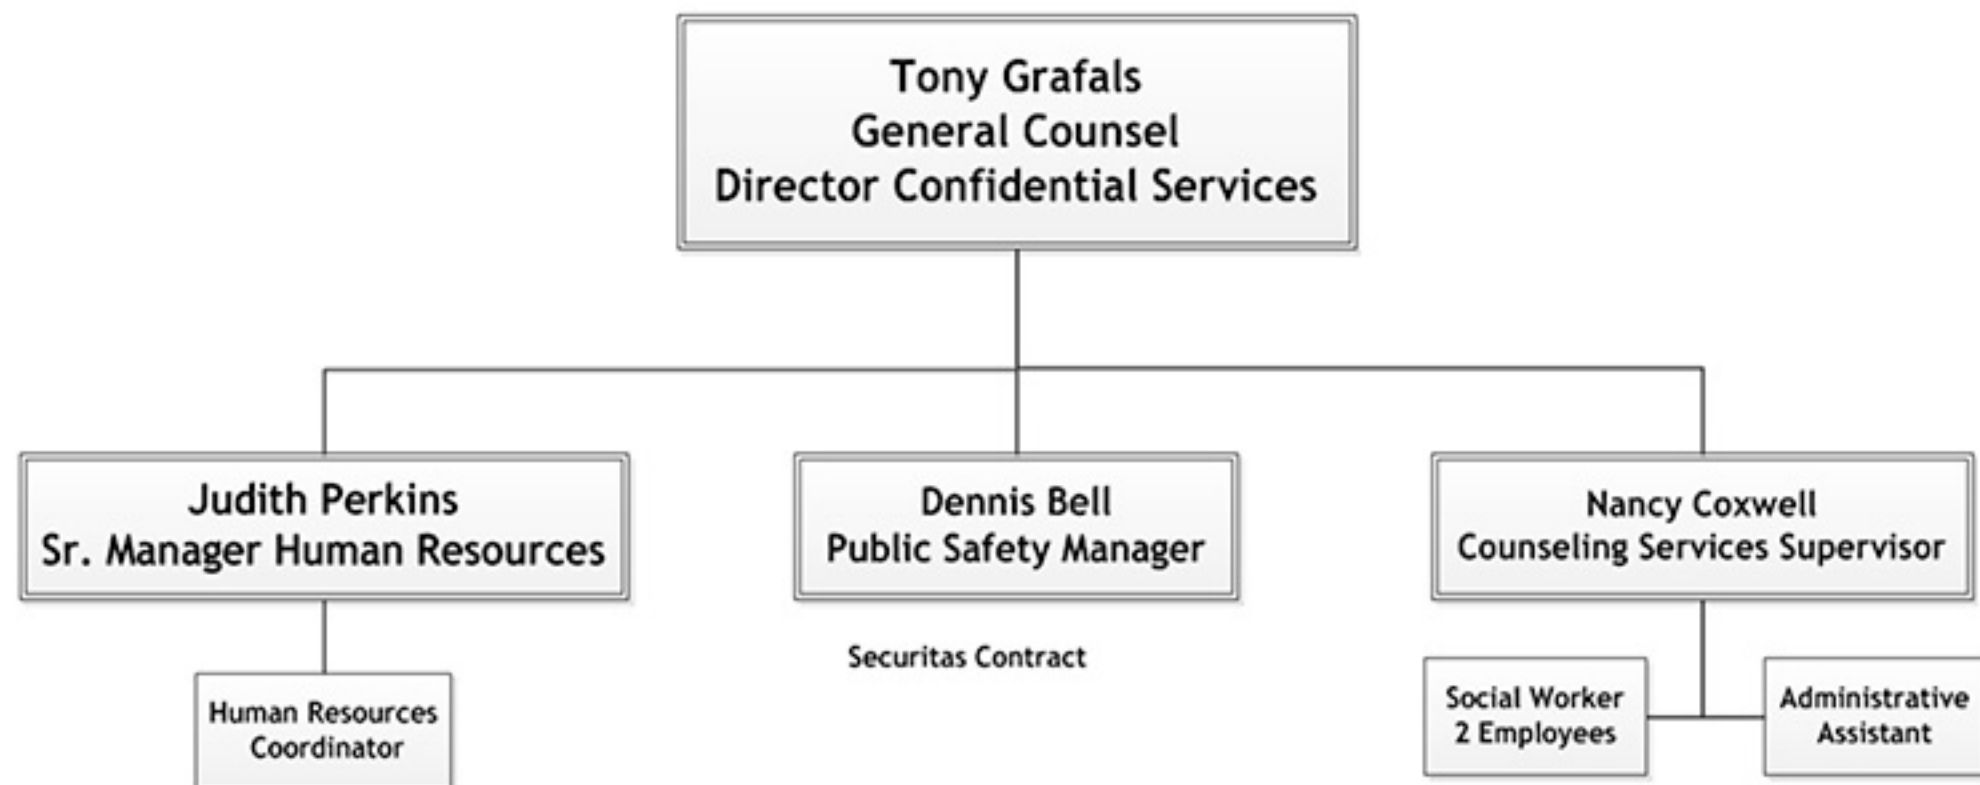 Tony Grafals
General Counsel
Director Confidential Services
Judith Perkins
Sr. Manager Human Resources
Dennis Bell
Public Safety Manager
Nancy Coxwell
Counseling Services Supervisor
Securitas Contract
Human Resources
Coordinator
Social Worker
2 Employees
Administrative
Assistant